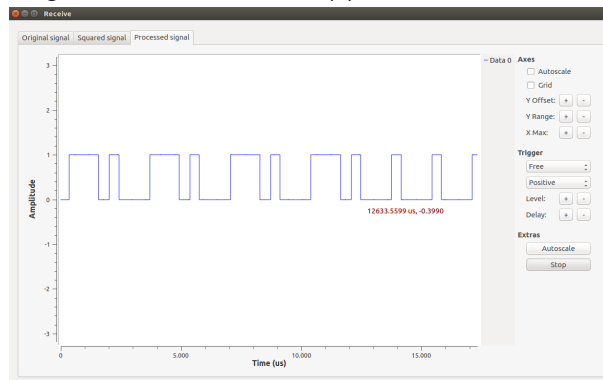 Receive
Original signal Squared signal Processed signal
Data 0
Axes
Autoscale
Grid
Y Offset: + -
Y Range: + -
X Max: + -
Trigger
Free
Positive
Level: + -
Delay: + -
Extras
Autoscale
Stop
Amplitude
3
2
1
0
-1
-2
-3
12633.5599 us, -0.3990
0 5.000 10.000 15.000
Time (us)